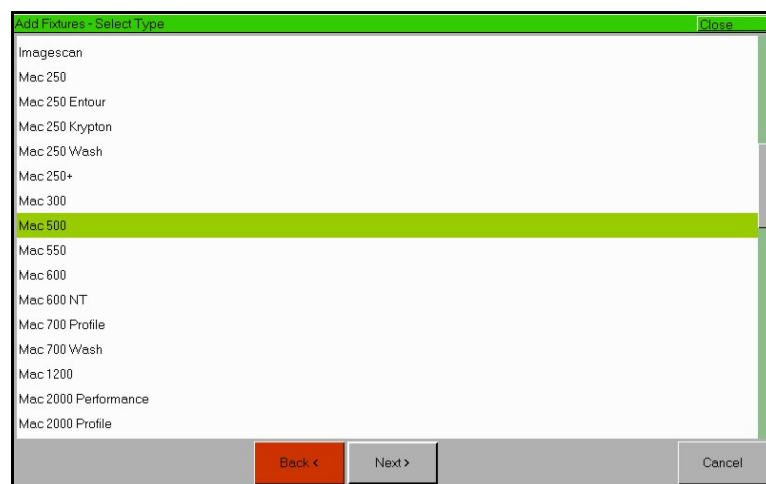 Add Fixtures - Select Type Close
Imagescan
Mac 250
Mac 250 Entour
Mac 250 Krypton
Mac 250 Wash
Mac 250+
Mac 300
Mac 500
Mac 550
Mac 600
Mac 600 NT
Mac 700 Profile
Mac 700 Wash
Mac 1200
Mac 2000 Performance
Mac 2000 Profile
Back < Next > Cancel